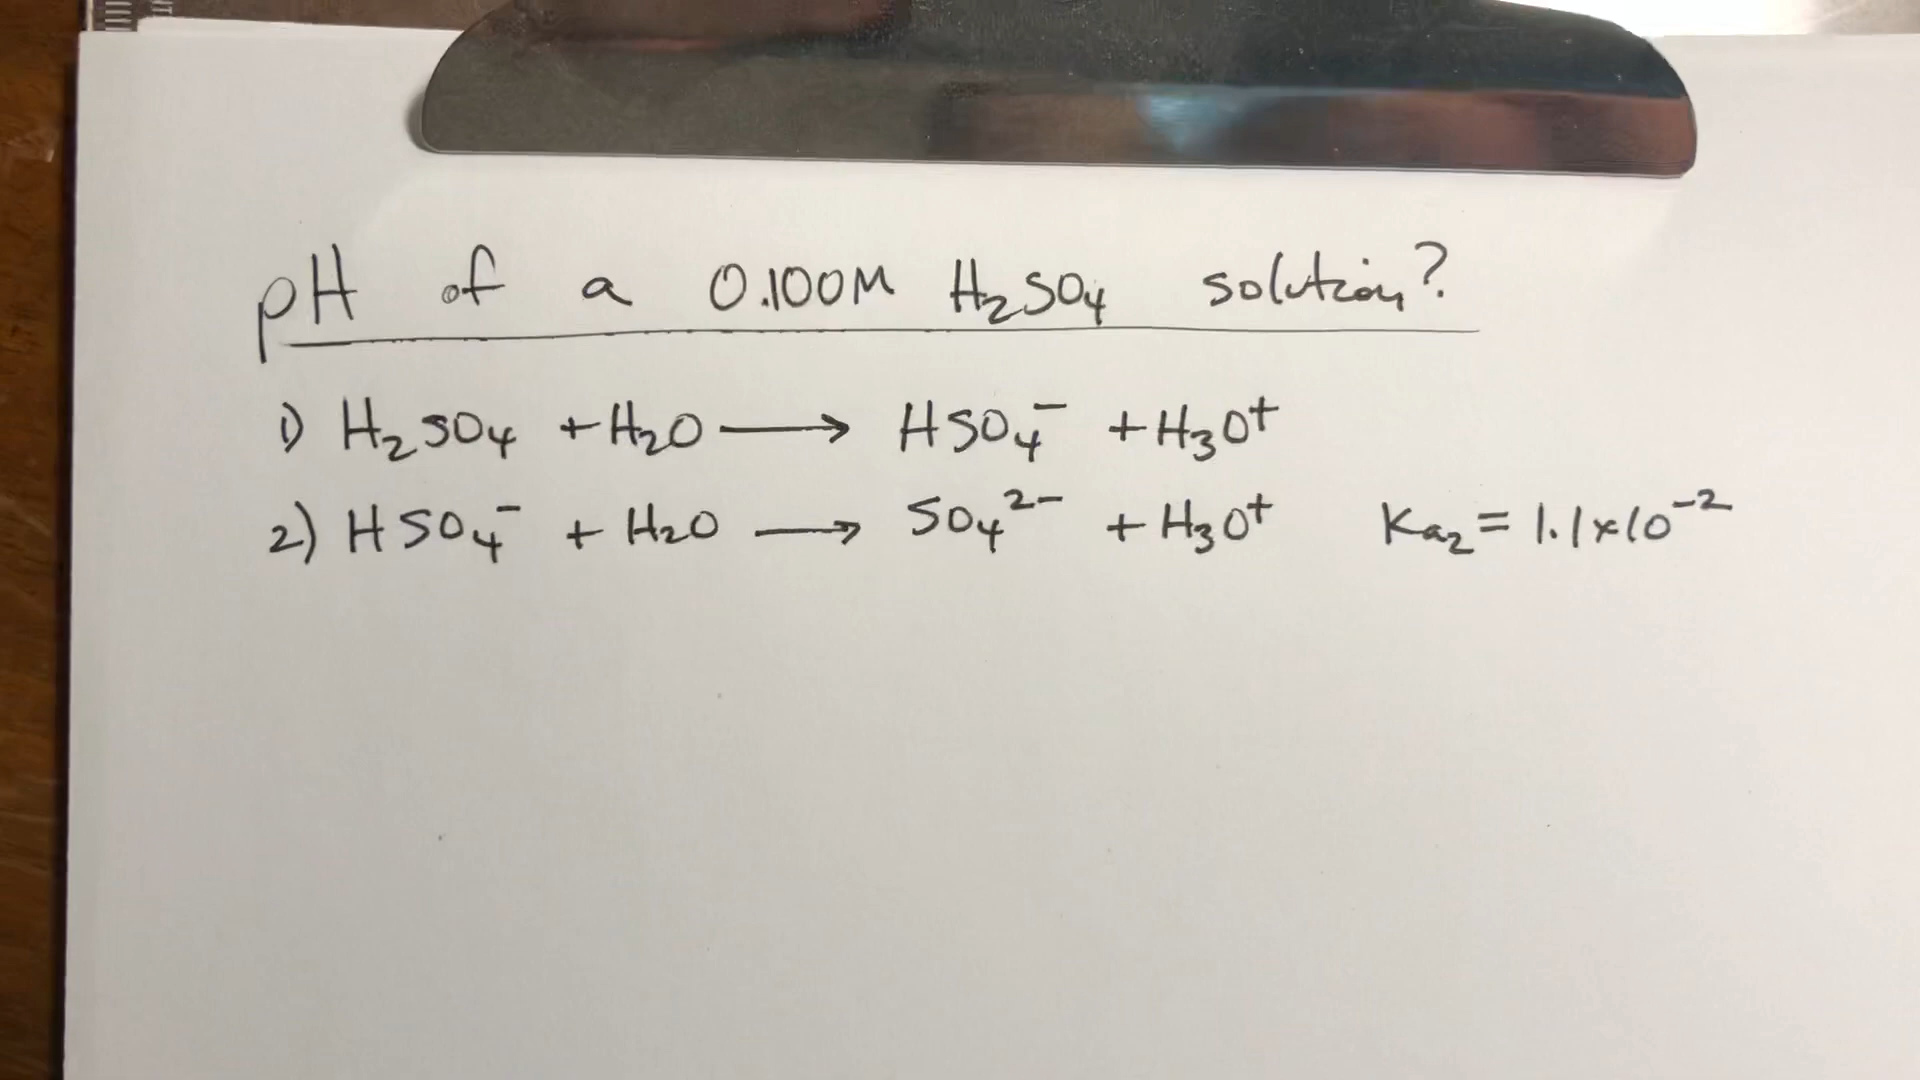 pH of a 0.100M H₂SO₄ solution?
1) H₂SO₄ + H₂O ⟶ HSO₄⁻ + H₃O⁺
2) HSO₄⁻ + H₂O ⟶ SO₄²⁻ + H₃O⁺ Ka₂ = 1.1×10⁻²